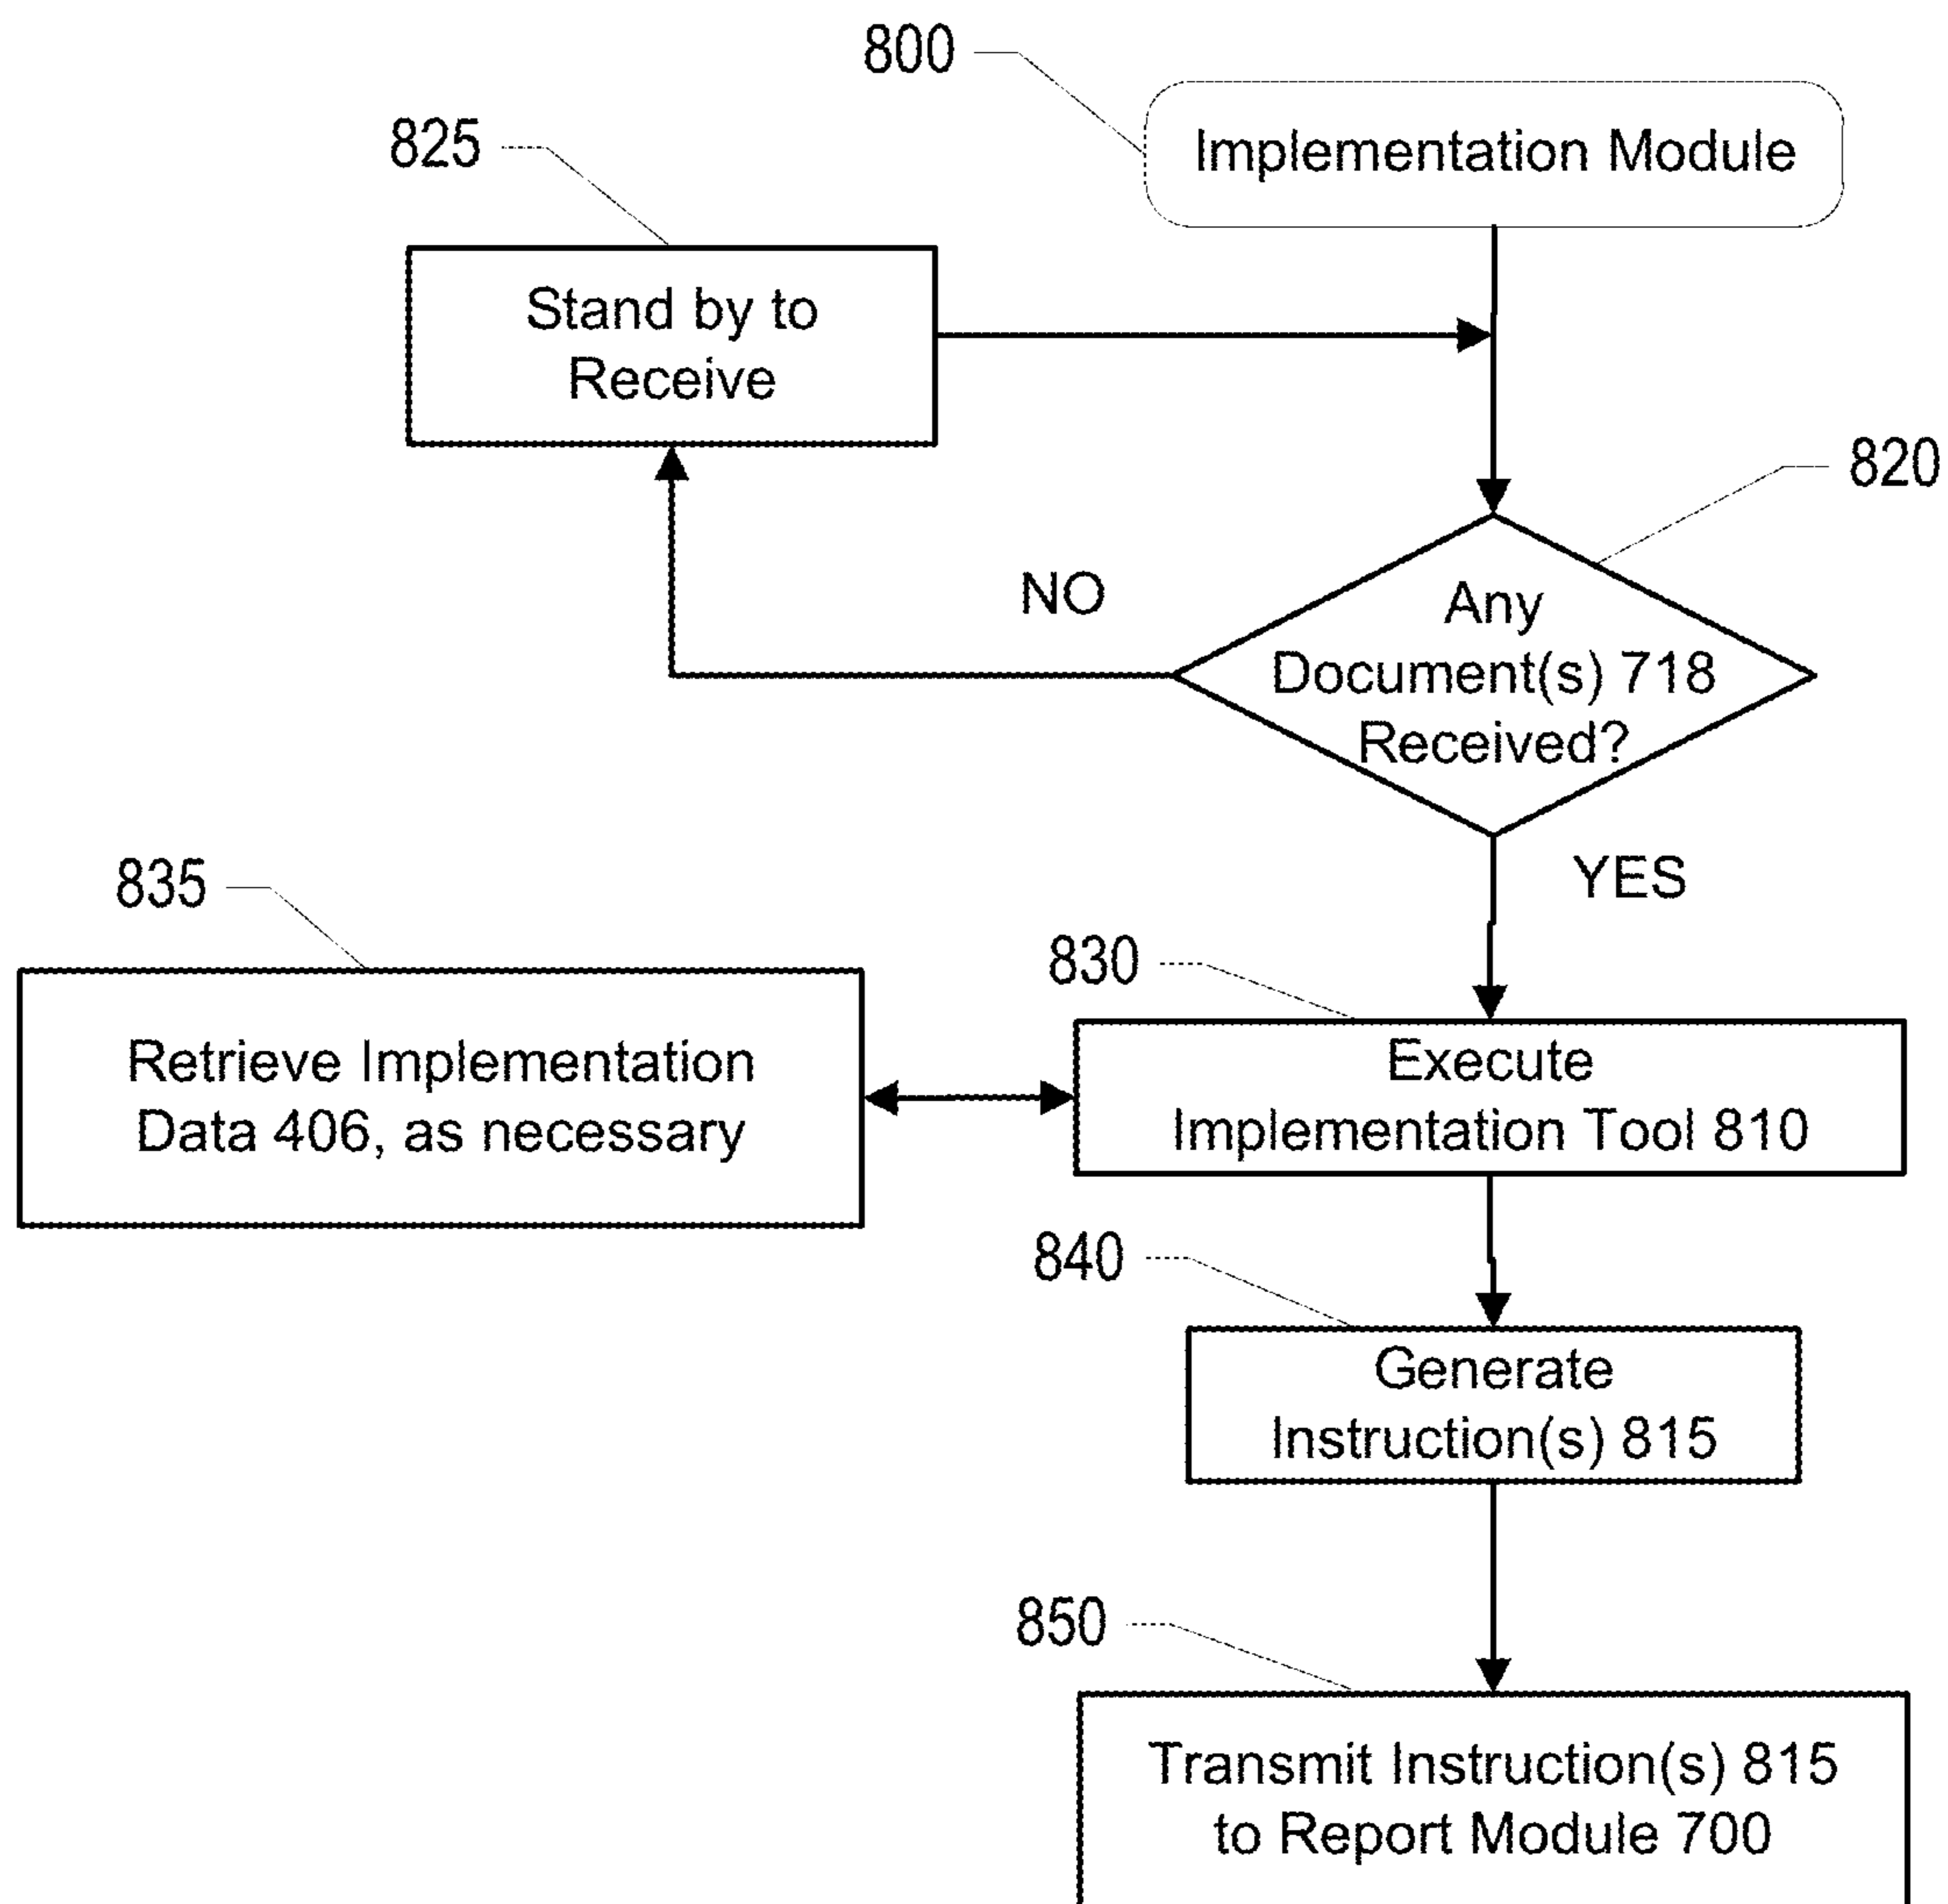 800
Implementation Module
825
Stand by to
Receive
820
NO
Any
Document(s) 718
Received?
YES
835
830
Retrieve Implementation
Data 406, as necessary
Execute
Implementation Tool 810
840
Generate
Instruction(s) 815
850
Transmit Instruction(s) 815
to Report Module 700